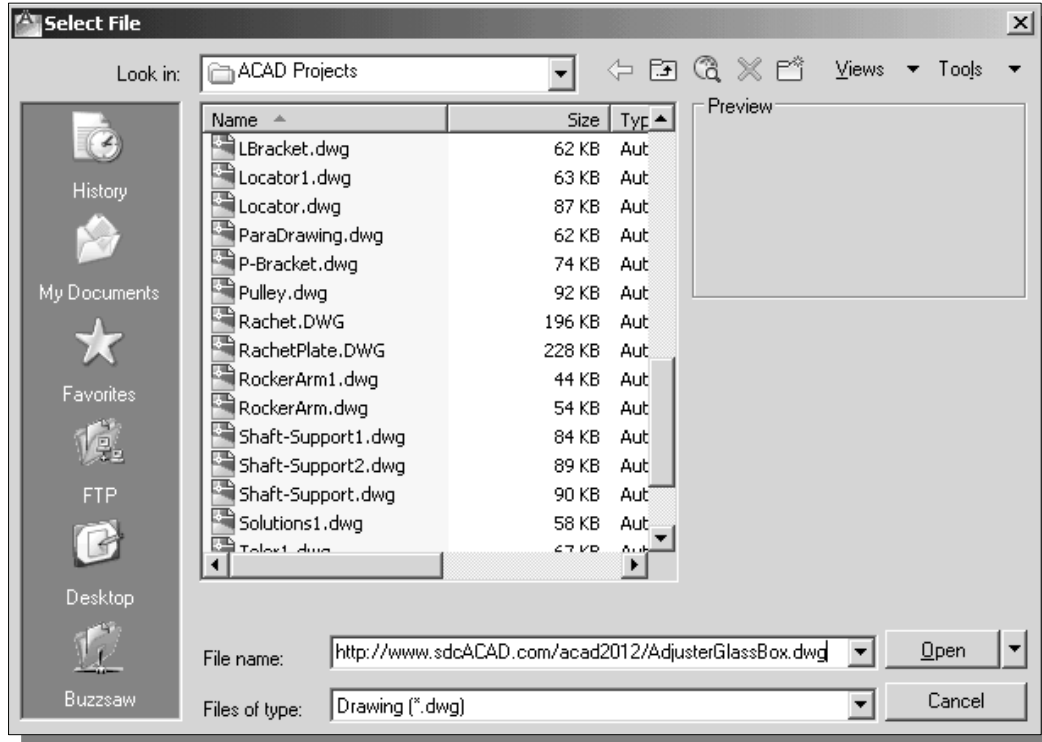 Select File
Look in:
ACAD Projects
Views
Tools
History
My Documents
Favorites
FTP
Desktop
Buzzsaw
Name Size Typ
LBracket.dwg 62 KB Aut
Locator1.dwg 63 KB Aut
Locator.dwg 87 KB Aut
ParaDrawing.dwg 62 KB Aut
P-Bracket.dwg 74 KB Aut
Pulley.dwg 92 KB Aut
Rachet.DWG 196 KB Aut
RachetPlate.DWG 228 KB Aut
RockerArm1.dwg 44 KB Aut
RockerArm.dwg 54 KB Aut
Shaft-Support1.dwg 84 KB Aut
Shaft-Support2.dwg 89 KB Aut
Shaft-Support.dwg 90 KB Aut
Solutions1.dwg 58 KB Aut
67 KB Aut
Preview
File name: http://www.sdcACAD.com/acad2012/AdjusterGlassBox.dwg
Open
Files of type: Drawing (*.dwg)
Cancel